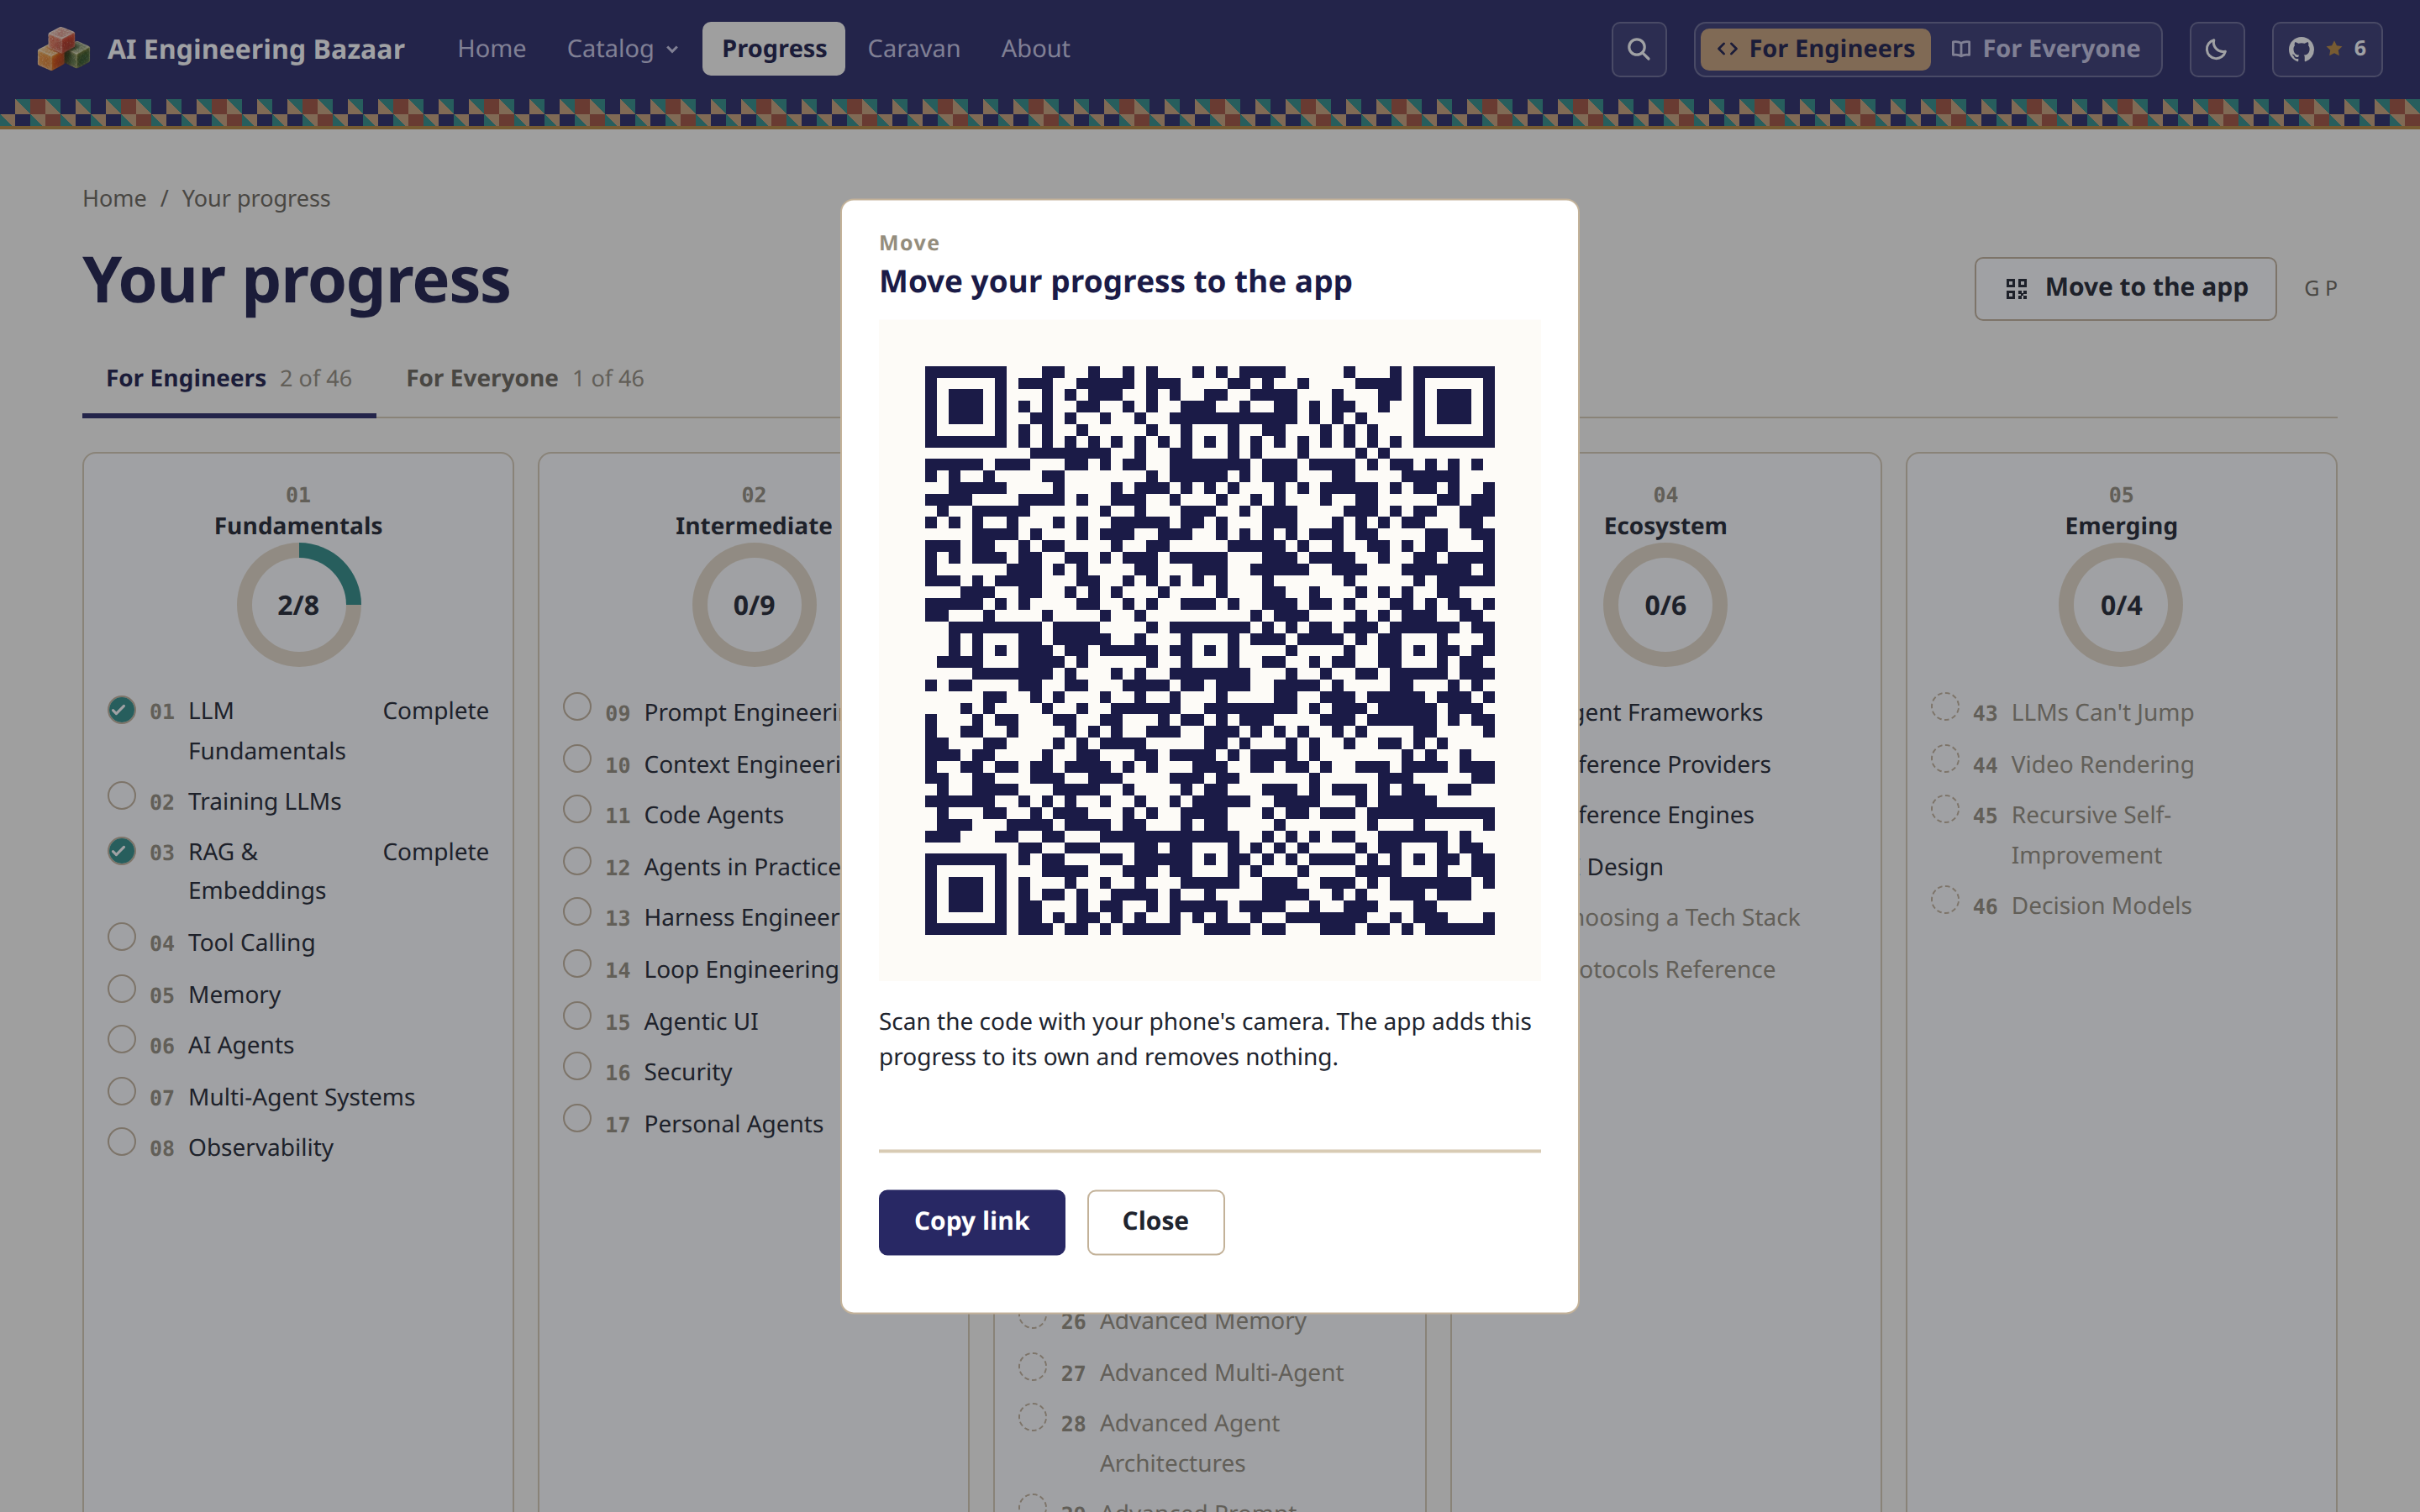 AI Engineering Bazaar
Home
Catalog
Progress
Caravan
About
For Engineers
For Everyone
6
Home / Your progress
Your progress
Move to the app
G P
For Engineers 2 of 46
For Everyone 1 of 46
01
Fundamentals
2/8
01 LLM Fundamentals Complete
02 Training LLMs
03 RAG & Embeddings Complete
04 Tool Calling
05 Memory
06 AI Agents
07 Multi-Agent Systems
08 Observability
02
Intermediate
0/9
09 Prompt
10 Context
11 Code Agents
12 Agents in Practice
13 Harness
14 Loop Engineering
15 Agentic UI
16 Security
17 Personal Agents
Move
Move your progress to the app
Scan the code with your phone's camera. The app adds this
progress to its own and removes nothing.
Copy link
Close
26 Advanced Memory
27 Advanced Multi-Agent
28 Advanced Agent
Architectures
04
Ecosystem
0/6
Frameworks
Providers
Engines
Design
a Tech Stack
Reference
05
Emerging
0/4
43 LLMs Can't Jump
44 Video Rendering
45 Recursive Self-
Improvement
46 Decision Models